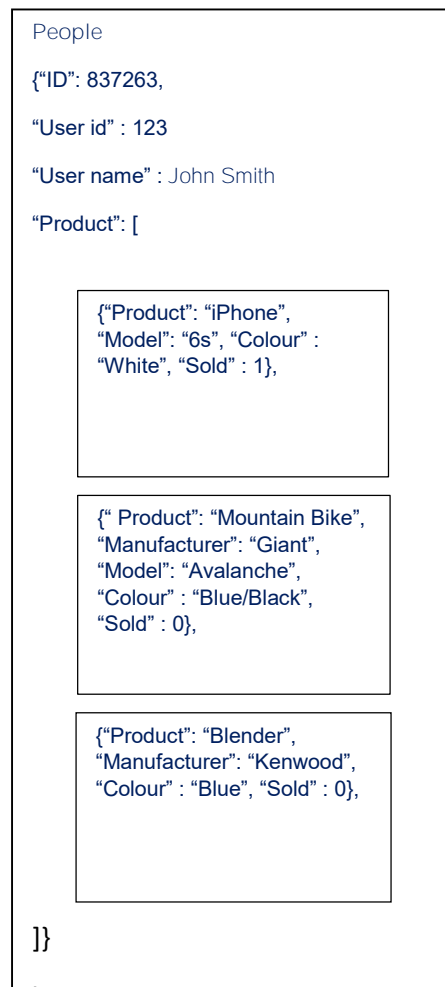 People
{“ID”: 837263,
“User id” : 123
“User name” : John Smith
“Product”: [
{“Product”: “iPhone”,
“Model”: “6s”, “Colour” :
“White”, “Sold” : 1},
{“ Product”: “Mountain Bike”,
“Manufacturer”: “Giant”,
“Model”: “Avalanche”,
“Colour” : “Blue/Black”,
“Sold” : 0},
{“Product”: “Blender”,
“Manufacturer”: “Kenwood”,
“Colour” : “Blue”, “Sold” : 0},
]}